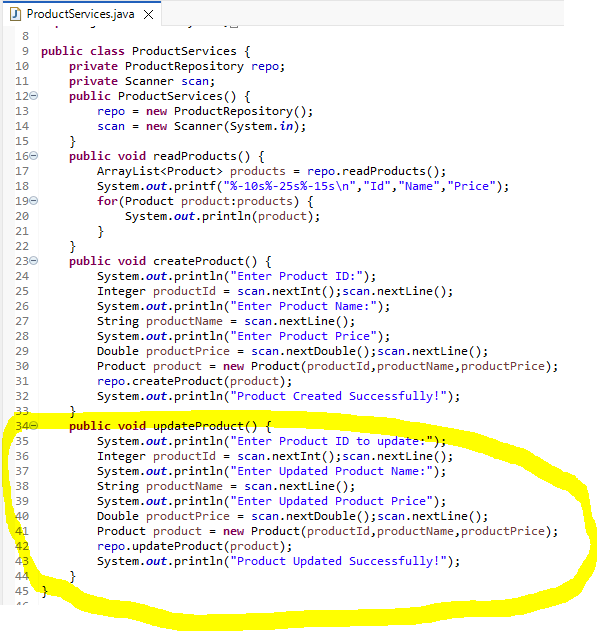 ProductServices.java
8
9 public class ProductServices {
10 private ProductRepository repo;
11 private Scanner scan;
12 public ProductServices() {
13 repo = new ProductRepository();
14 scan = new Scanner(System.in);
15 }
16 public void readProducts() {
17 ArrayList<Product> products = repo.readProducts();
18 System.out.printf("%-10s%-25s%-15s\n","Id","Name","Price");
19 for(Product product:products) {
20 System.out.println(product);
21 }
22 }
23 public void createProduct() {
24 System.out.println("Enter Product ID:");
25 Integer productId = scan.nextInt();scan.nextLine();
26 System.out.println("Enter Product Name:");
27 String productName = scan.nextLine();
28 System.out.println("Enter Product Price");
29 Double productPrice = scan.nextDouble();scan.nextLine();
30 Product product = new Product(productId,productName,productPrice);
31 repo.createProduct(product);
32 System.out.println("Product Created Successfully!");
33 }
34 public void updateProduct() {
35 System.out.println("Enter Product ID to update:");
36 Integer productId = scan.nextInt();scan.nextLine();
37 System.out.println("Enter Updated Product Name:");
38 String productName = scan.nextLine();
39 System.out.println("Enter Updated Product Price");
40 Double productPrice = scan.nextDouble();scan.nextLine();
41 Product product = new Product(productId,productName,productPrice);
42 repo.updateProduct(product);
43 System.out.println("Product Updated Successfully!");
44 }
45 }